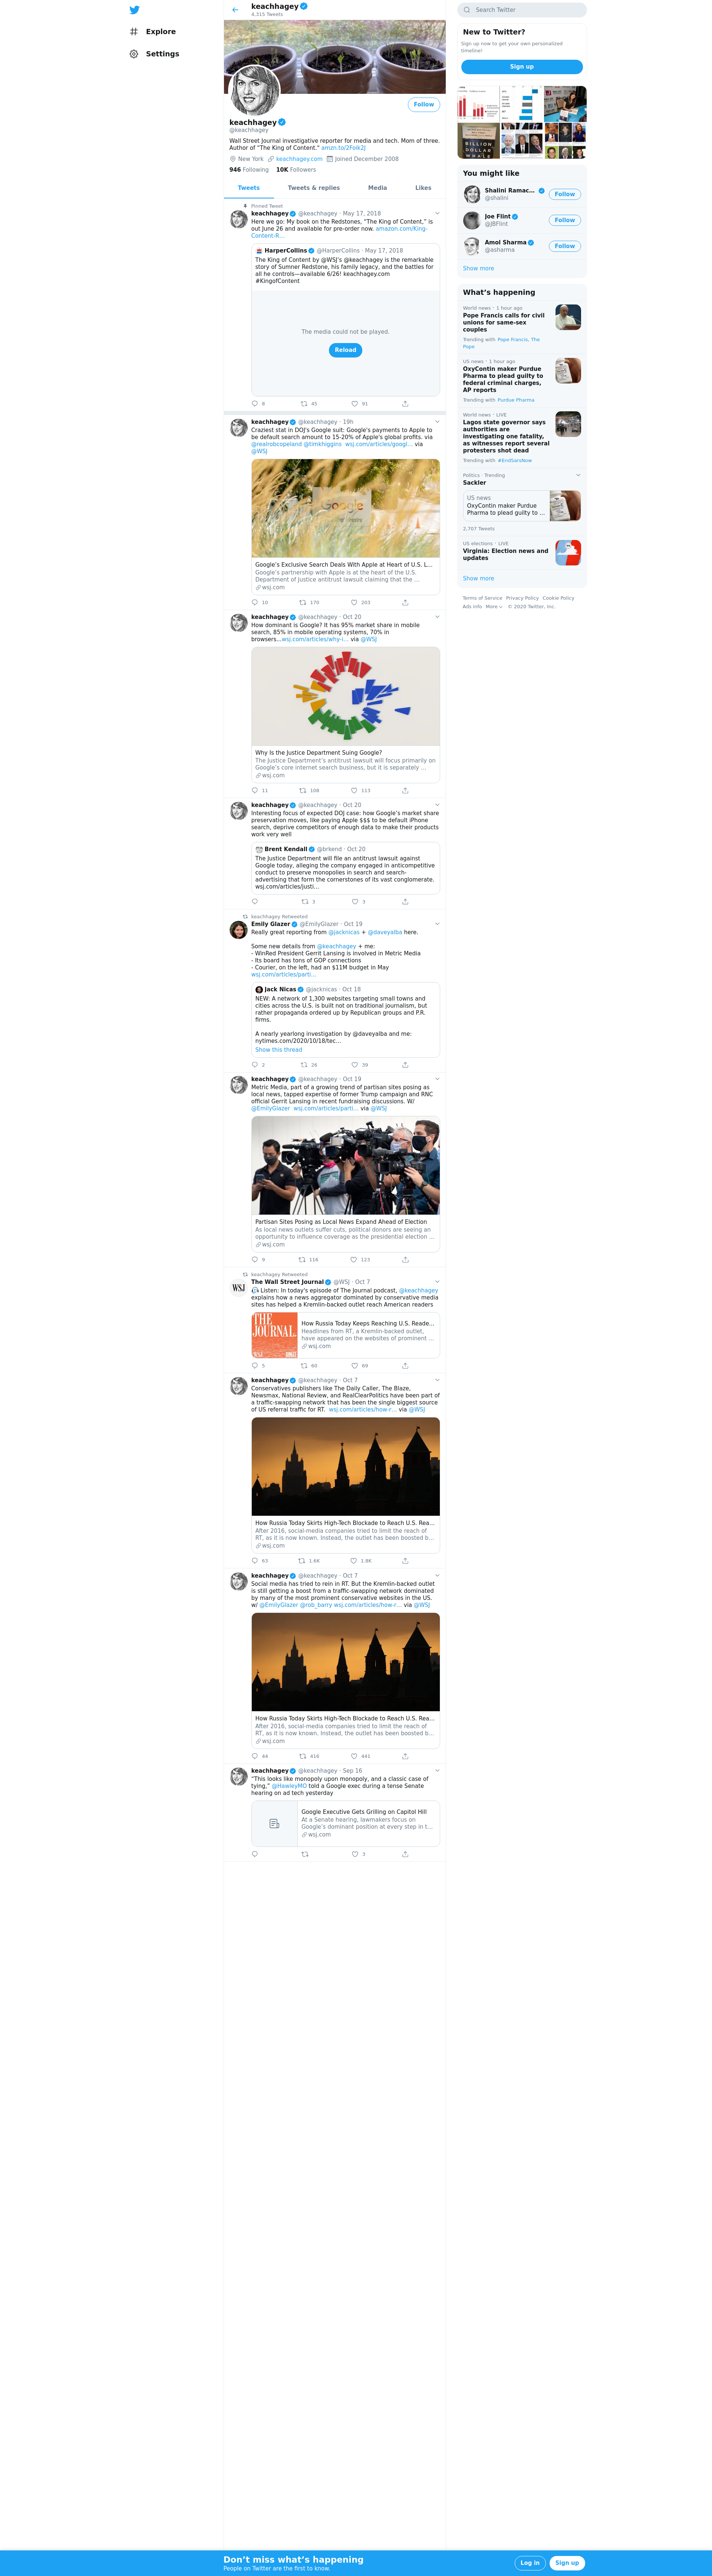 Explore
Settings
keachhagey
9,315 Tweets
Follow
keachhagey
@keachhagey
Wall Street Journal investigative reporter for media and tech. Mom of three.
Author of "The King of Content." amzn.to/2Folk2J
New York keachhagey.com Joined December 2008
946 Following 10K Followers
Tweets Tweets & replies Media Likes
Pinned Tweet
keachhagey @keachhagey · May 17, 2018
Here we go: My book on the Redstones, "The King of Content," is
out June 26 and available for pre-order now. amazon.com/King-
Content-R…
HarperCollins @HarperCollins · May 17, 2018
The King of Content by @WSJ's @keachhagey is the remarkable
story of Sumner Redstone, his family legacy, and the battles for
all he controls—available 6/26! keachhagey.com
#KingofContent
The media could not be played.
Reload
8 45 91
keachhagey @keachhagey · 19h
Craziest stat in DOJ's Google suit: Google's payments to Apple to
be default search amount to 15-20% of Apple's global profits. via
@realrobcopeland @timkhiggins wsj.com/articles/googl… via
@WSJ
Google
Google's Exclusive Search Deals With Apple at Heart of U.S. L…
Google's partnership with Apple is at the heart of the U.S.
Department of Justice antitrust lawsuit claiming that the …
wsj.com
10 170 203
keachhagey @keachhagey · Oct 20
How dominant is Google? It has 95% market share in mobile
search, 85% in mobile operating systems, 70% in
browsers…wsj.com/articles/why-i… via @WSJ
Why Is the Justice Department Suing Google?
The Justice Department's antitrust lawsuit will focus primarily on
Google's core internet search business, but it is separately …
wsj.com
11 108 113
keachhagey @keachhagey · Oct 20
Interesting focus of expected DOJ case: how Google's market share
preservation moves, like paying Apple $$$ to be default iPhone
search, deprive competitors of enough data to make their products
work very well
Brent Kendall @brkend · Oct 20
The Justice Department will file an antitrust lawsuit against
Google today, alleging the company engaged in anticompetitive
conduct to preserve monopolies in search and search-
advertising that form the cornerstones of its vast conglomerate.
wsj.com/articles/justi…
3 3
keachhagey Retweeted
Emily Glazer @EmilyGlazer · Oct 19
Really great reporting from @jacknicas + @daveyalba here.
Some new details from @keachhagey + me:
- WinRed President Gerrit Lansing is involved in Metric Media
- Its board has tons of GOP connections
- Courier, on the left, had an $11M budget in May
wsj.com/articles/parti…
Jack Nicas @jacknicas · Oct 18
NEW: A network of 1,300 websites targeting small towns and
cities across the U.S. is built not on traditional journalism, but
rather propaganda ordered up by Republican groups and P.R.
firms.
A nearly yearlong investigation by @daveyalba and me:
nytimes.com/2020/10/18/tec…
Show this thread
2 26 39
keachhagey @keachhagey · Oct 19
Metric Media, part of a growing trend of partisan sites posing as
local news, tapped expertise of former Trump campaign and RNC
official Gerrit Lansing in recent fundraising discussions. W/
@EmilyGlazer wsj.com/articles/parti… via @WSJ
Partisan Sites Posing as Local News Expand Ahead of Election
As local news outlets suffer cuts, political donors are seeing an
opportunity to influence coverage as the presidential election …
wsj.com
9 116 123
keachhagey Retweeted
WSJ
The Wall Street Journal @WSJ · Oct 7
Listen: In today's episode of The Journal podcast, @keachhagey
explains how a news aggregator dominated by conservative media
sites has helped a Kremlin-backed outlet reach American readers
THE JOURNAL.
How Russia Today Keeps Reaching U.S. Reade…
Headlines from RT, a Kremlin-backed outlet,
have appeared on the websites of prominent …
wsj.com
5 60 69
keachhagey @keachhagey · Oct 7
Conservatives publishers like The Daily Caller, The Blaze,
Newsmax, National Review, and RealClearPolitics have been part of
a traffic-swapping network that has been the single biggest source
of US referral traffic for RT. wsj.com/articles/how-r… via @WSJ
How Russia Today Skirts High-Tech Blockade to Reach U.S. Rea…
After 2016, social-media companies tried to limit the reach of
RT, as it is now known. Instead, the outlet has been boosted b…
wsj.com
63 1.6K 1.8K
keachhagey @keachhagey · Oct 7
Social media has tried to rein in RT. But the Kremlin-backed outlet
is still getting a boost from a traffic-swapping network dominated
by many of the most prominent conservative websites in the US.
w/ @EmilyGlazer @rob_barry wsj.com/articles/how-r… via @WSJ
How Russia Today Skirts High-Tech Blockade to Reach U.S. Rea…
After 2016, social-media companies tried to limit the reach of
RT, as it is now known. Instead, the outlet has been boosted b…
wsj.com
44 416 441
keachhagey @keachhagey · Sep 16
"This looks like monopoly upon monopoly, and a classic case of
tying," @HawleyMO told a Google exec during a tense Senate
hearing on ad tech yesterday
Google Executive Gets Grilling on Capitol Hill
At a Senate hearing, lawmakers focus on
Google's dominant position at every step in t…
wsj.com
3
Search Twitter
New to Twitter?
Sign up now to get your own personalized
timeline!
Sign up
BILLION
DOLLAR
WHALE
You might like
Shalini Ramac…
@shalini
Follow
Joe Flint
@JBFlint
Follow
Amol Sharma
@asharma
Follow
Show more
What's happening
World news · 1 hour ago
Pope Francis calls for civil
unions for same-sex
couples
Trending with Pope Francis, The
Pope
US news · 1 hour ago
OxyContin maker Purdue
Pharma to plead guilty to
federal criminal charges,
AP reports
Trending with Purdue Pharma
World news · LIVE
Lagos state governor says
authorities are
investigating one fatality,
as witnesses report several
protesters shot dead
Trending with #EndSarsNow
Politics · Trending
Sackler
US news
OxyContin maker Purdue
Pharma to plead guilty to …
2,707 Tweets
US elections · LIVE
Virginia: Election news and
updates
Show more
Terms of Service Privacy Policy Cookie Policy
Ads info More © 2020 Twitter, Inc.
Don't miss what's happening
People on Twitter are the first to know.
Log in Sign up